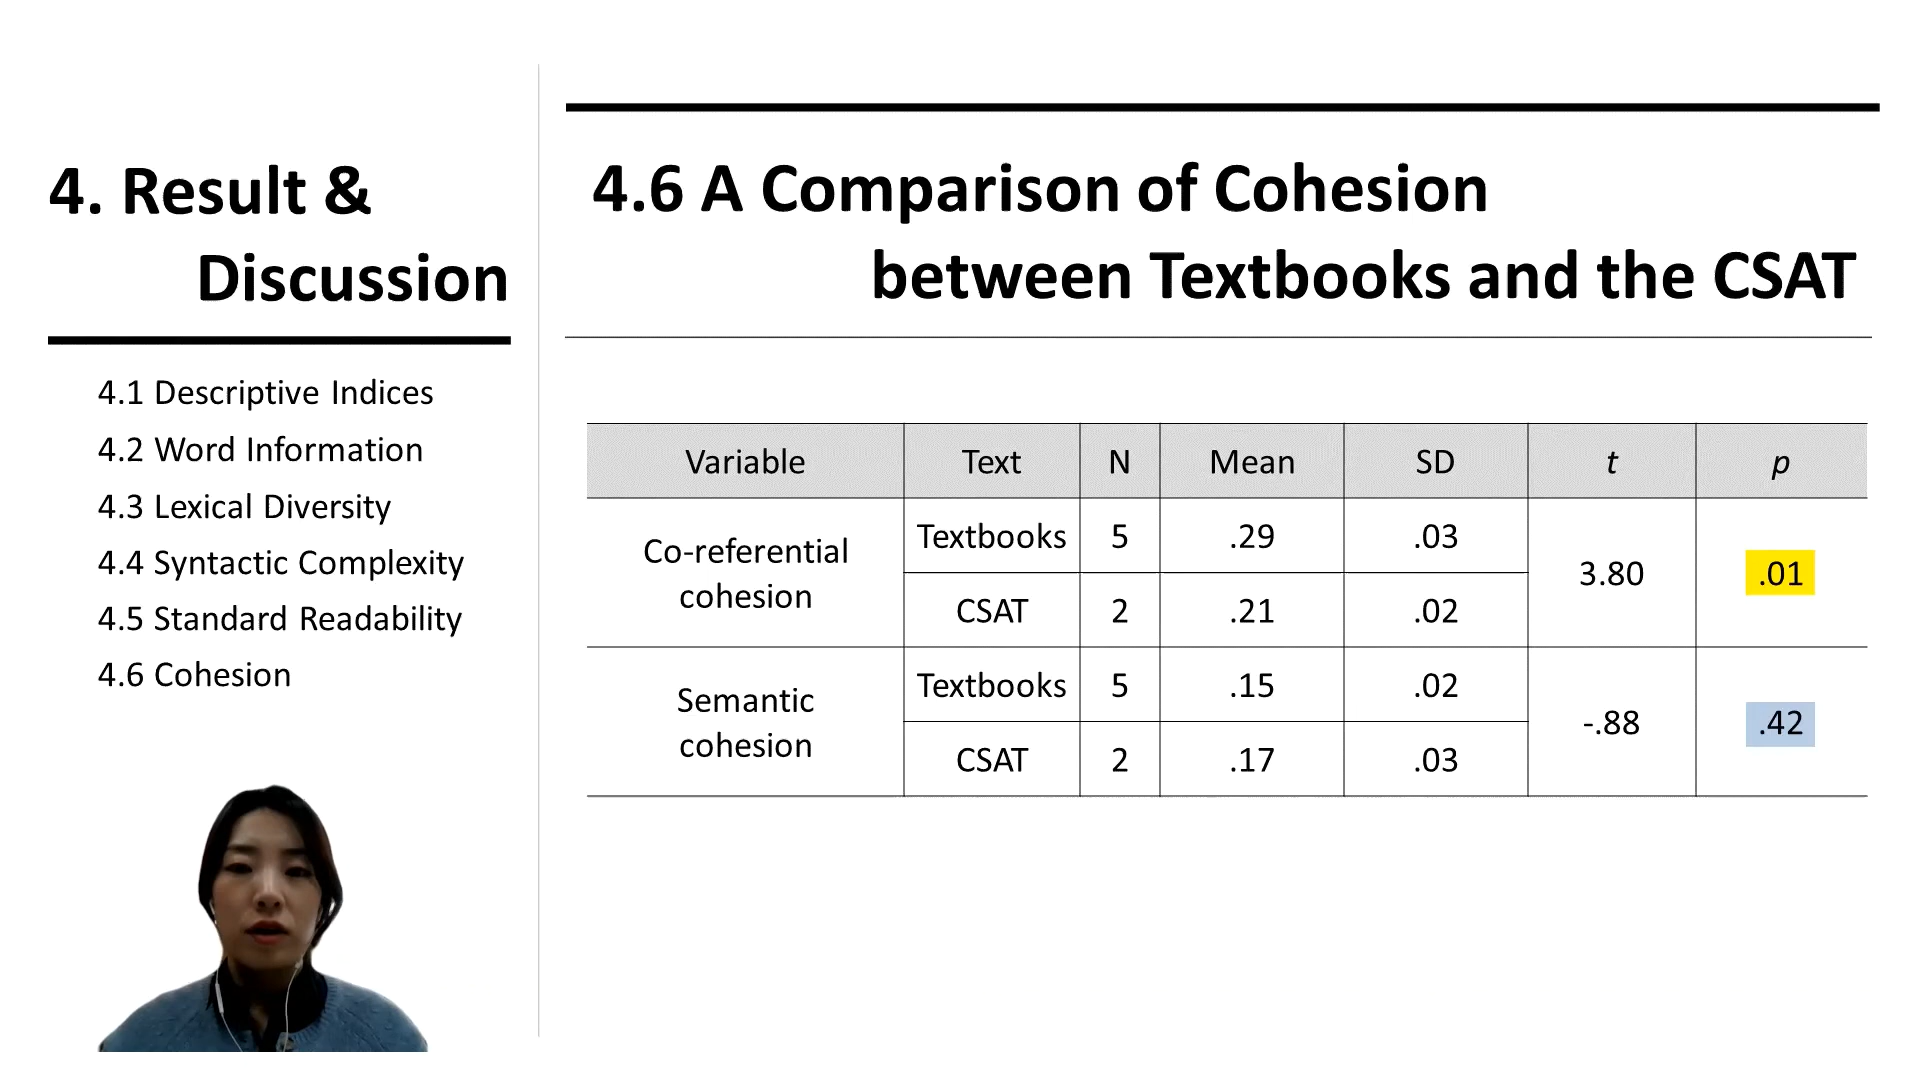 4. Result &
Discussion
4.1 Descriptive Indices
4.2 Word Information
4.3 Lexical Diversity
4.4 Syntactic Complexity
4.5 Standard Readability
4.6 Cohesion
4.6 A Comparison of Cohesion
between Textbooks and the CSAT
Variable Text N Mean SD t p
Co-referential cohesion Textbooks 5 .29 .03 3.80 .01
CSAT 2 .21 .02
Semantic cohesion Textbooks 5 .15 .02 -.88 .42
CSAT 2 .17 .03